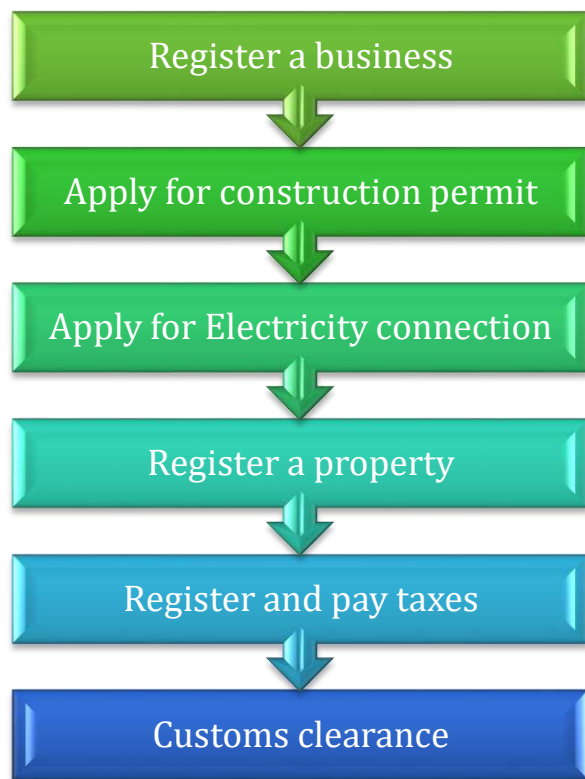 Register a business
Apply for construction permit
Apply for Electricity connection
Register a property
Register and pay taxes
Customs clearance